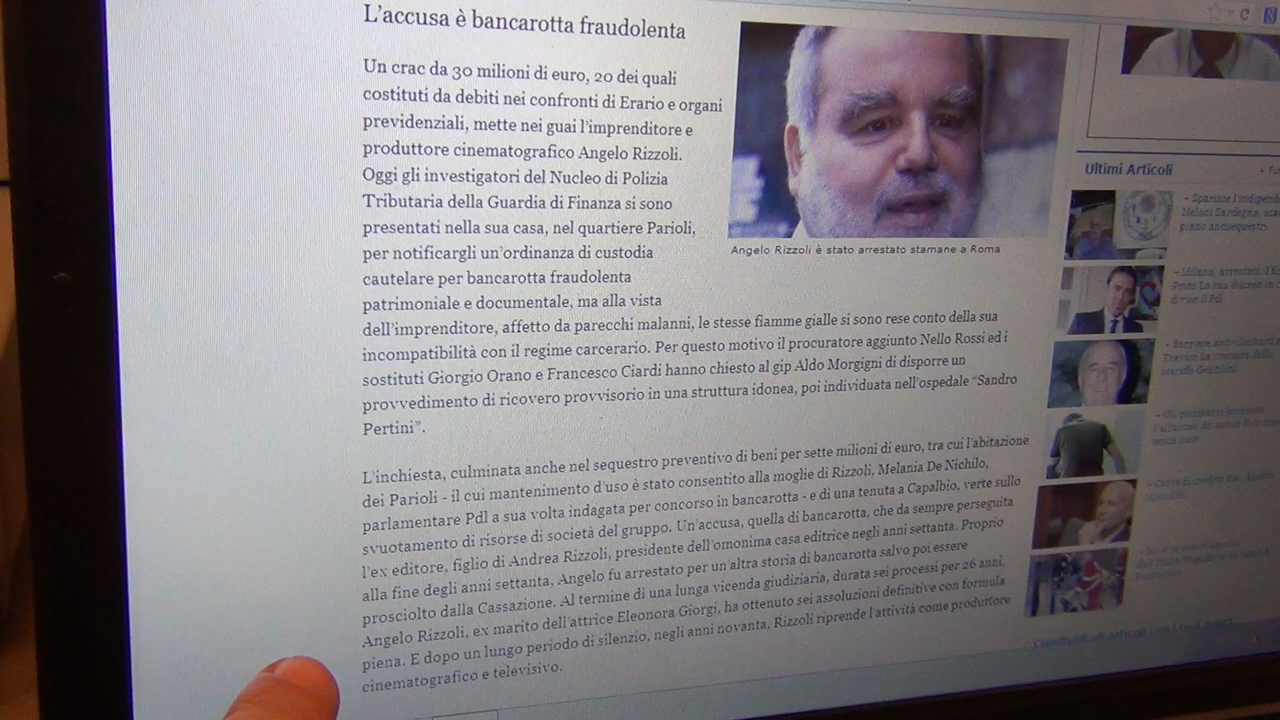 L'accusa è bancarotta fraudolenta
Un crac da 30 milioni di euro, 20 dei quali
costituti da debiti nei confronti di Erario e organi
previdenziali, mette nei guai l'imprenditore e
produttore cinematografico Angelo Rizzoli.
Oggi gli investigatori del Nucleo di Polizia
Tributaria della Guardia di Finanza si sono
presentati nella sua casa, nel quartiere Parioli,
per notificargli un'ordinanza di custodia
cautelare per bancarotta fraudolenta
patrimoniale e documentale, ma alla vista
dell'imprenditore, affetto da parecchi malanni, le stesse fiamme gialle si sono rese conto della sua
incompatibilità con il regime carcerario. Per questo motivo il procuratore aggiunto Nello Rossi ed i
sostituti Giorgio Orano e Francesco Ciardi hanno chiesto al gip Aldo Morgigni di disporre un
provvedimento di ricovero provvisorio in una struttura idonea, poi individuata nell'ospedale "Sandro
Pertini".
L'inchiesta, culminata anche nel sequestro preventivo di beni per sette milioni di euro, tra cui l'abitazione
dei Parioli - il cui mantenimento d'uso è stato consentito alla moglie di Rizzoli, Melania De Nichilo,
parlamentare Pdl a sua volta indagata per concorso in bancarotta - e di una tenuta a Capalbio, verte sullo
svuotamento di risorse di società del gruppo. Un'accusa, quella di bancarotta, che da sempre perseguita
l'ex editore, figlio di Andrea Rizzoli, presidente dell'omonima casa editrice negli anni settanta. Proprio
alla fine degli anni settanta, Angelo fu arrestato per un'altra storia di bancarotta salvo poi essere
prosciolto dalla Cassazione. Al termine di una lunga vicenda giudiziaria, durata sei processi per 26 anni,
Angelo Rizzoli, ex marito dell'attrice Eleonora Giorgi, ha ottenuto sei assoluzioni definitive con formula
piena. E dopo un lungo periodo di silenzio, negli anni novanta, Rizzoli riprende l'attività come produttore
cinematografico e televisivo.
Angelo Rizzoli è stato arrestato stamane a Roma
Ultimi Articoli
- Sparisce l'indipend
Meloni Sardegna,
piano antisequestri
- Milano, arrestato il
Proto La sua